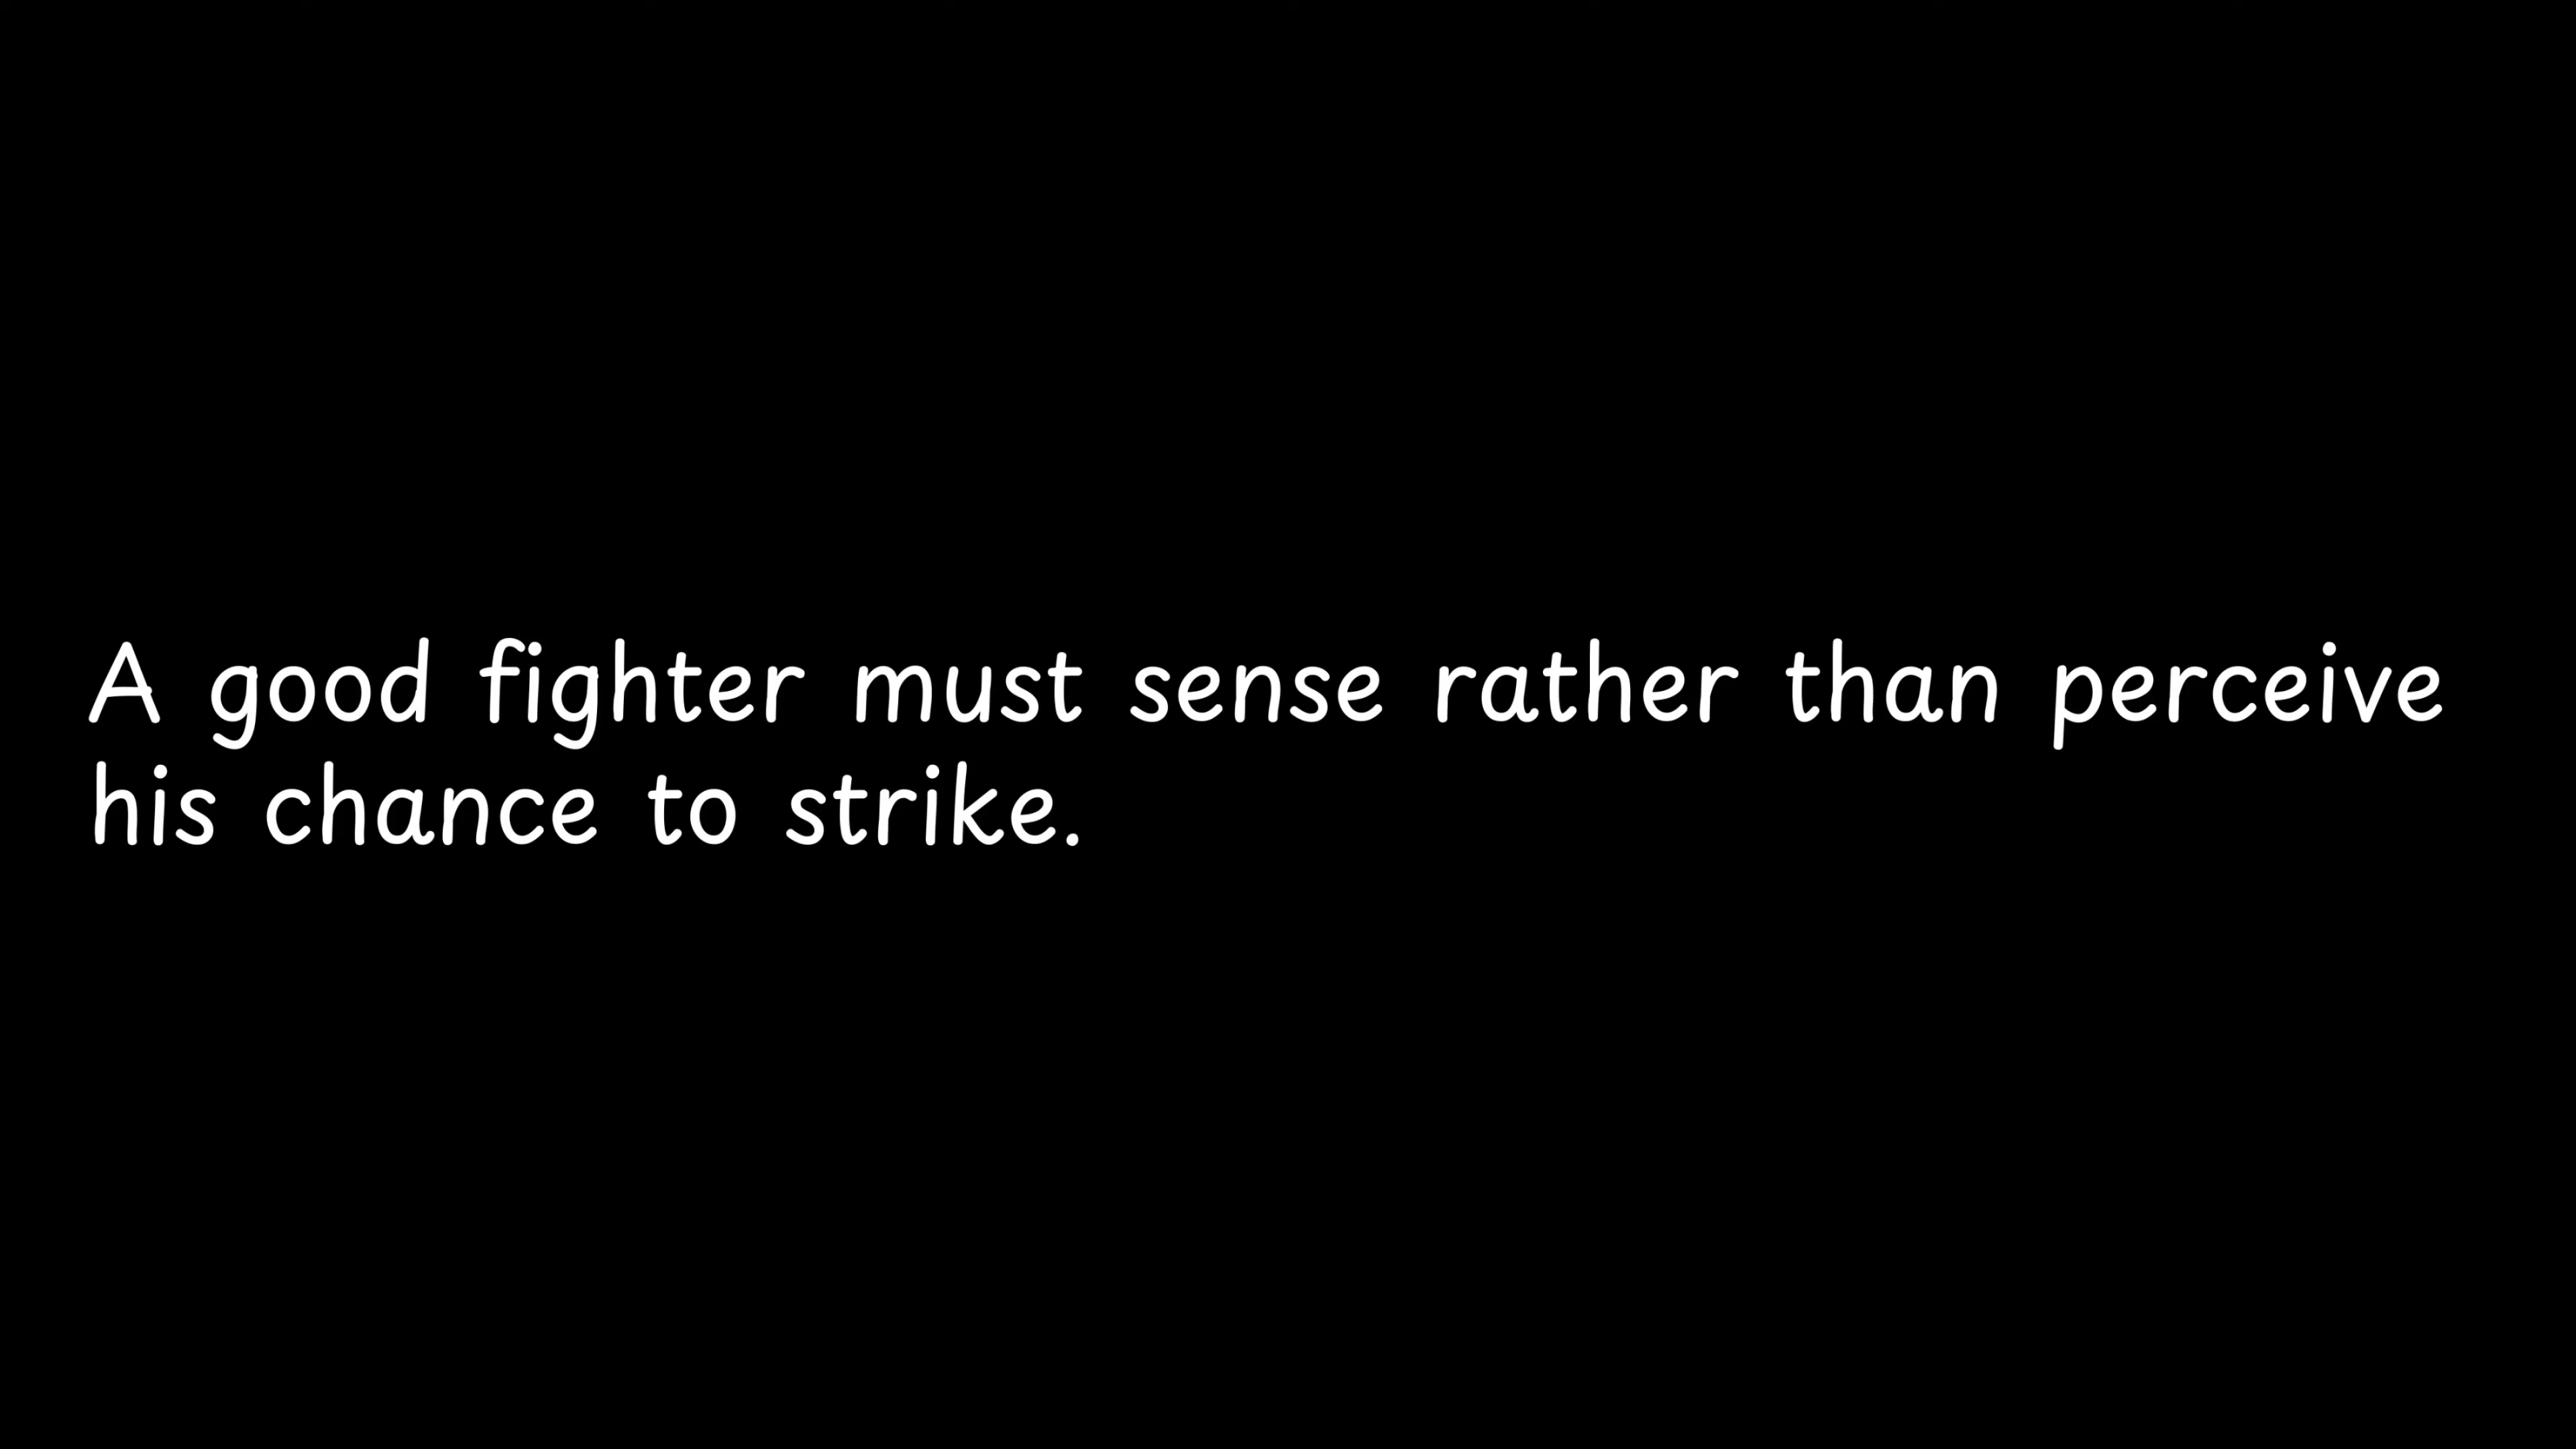 A good fighter must sense rather than perceive
his chance to strike.